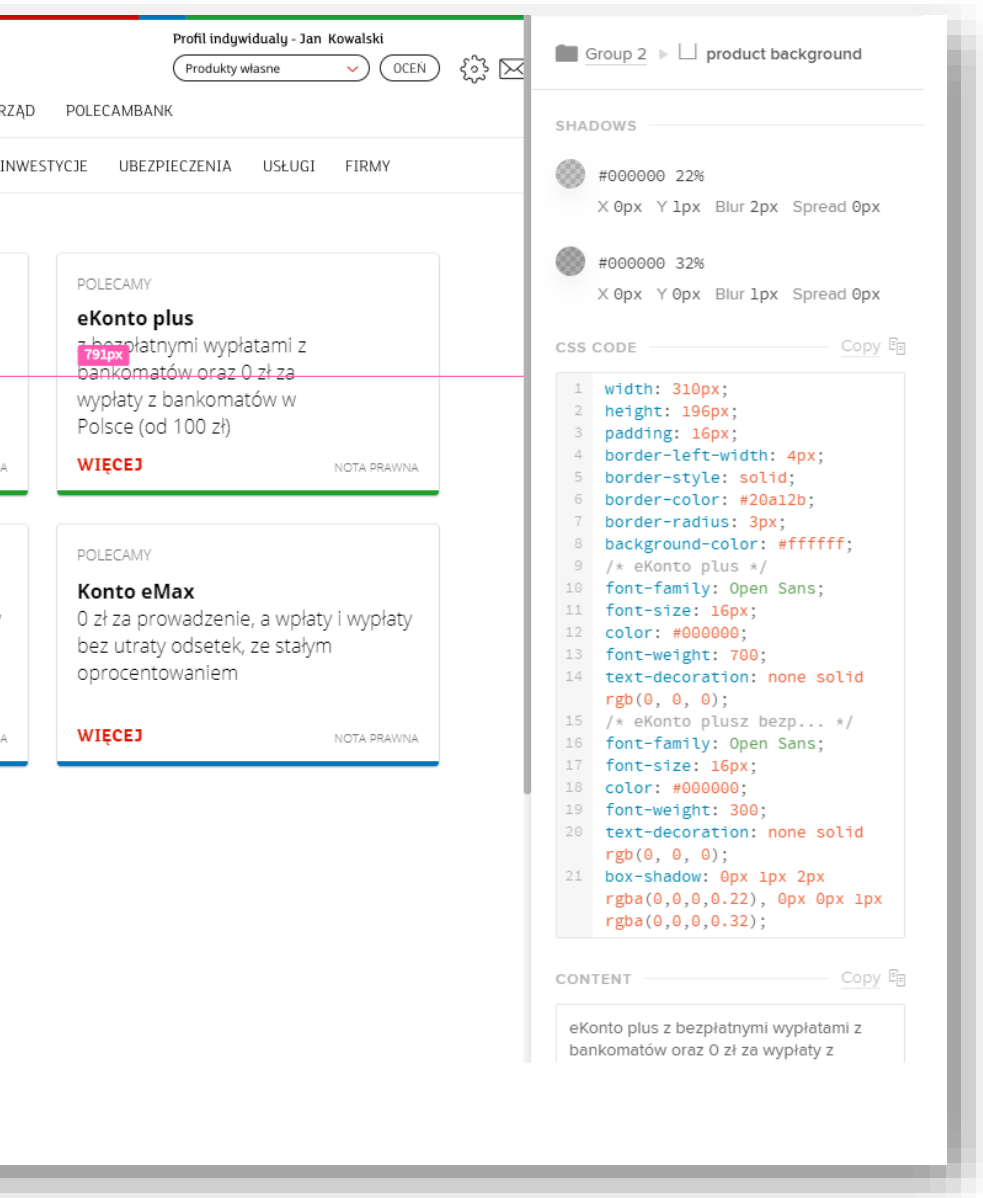 Profil indywidualy - Jan Kowalski
Produkty własne
OCEŃ
RZĄD POLECAMBANK
INWESTYCJE UBEZPIECZENIA USŁUGI FIRMY
POLECAMY
eKonto plus
z bezpłatnymi wypłatami z
791px
bankomatów oraz 0 zł za
wypłaty z bankomatów w
Polsce (od 100 zł)
WIĘCEJ
NOTA PRAWNA
A
POLECAMY
Konto eMax
0 zł za prowadzenie, a wpłaty i wypłaty
bez utraty odsetek, ze stałym
oprocentowaniem
WIĘCEJ
NOTA PRAWNA
A
Group 2 product background
SHADOWS
#000000 22%
X 0px Y 1px Blur 2px Spread 0px
#000000 32%
X 0px Y 0px Blur 1px Spread 0px
CSS CODE Copy
1 width: 310px;
2 height: 196px;
3 padding: 16px;
4 border-left-width: 4px;
5 border-style: solid;
6 border-color: #20a12b;
7 border-radius: 3px;
8 background-color: #ffffff;
9 /* eKonto plus */
10 font-family: Open Sans;
11 font-size: 16px;
12 color: #000000;
13 font-weight: 700;
14 text-decoration: none solid
rgb(0, 0, 0);
15 /* eKonto plusz bezp... */
16 font-family: Open Sans;
17 font-size: 16px;
18 color: #000000;
19 font-weight: 300;
20 text-decoration: none solid
rgb(0, 0, 0);
21 box-shadow: 0px 1px 2px
rgba(0,0,0,0.22), 0px 0px 1px
rgba(0,0,0,0.32);
CONTENT Copy
eKonto plus z bezpłatnymi wypłatami z
bankomatów oraz 0 zł za wypłaty z